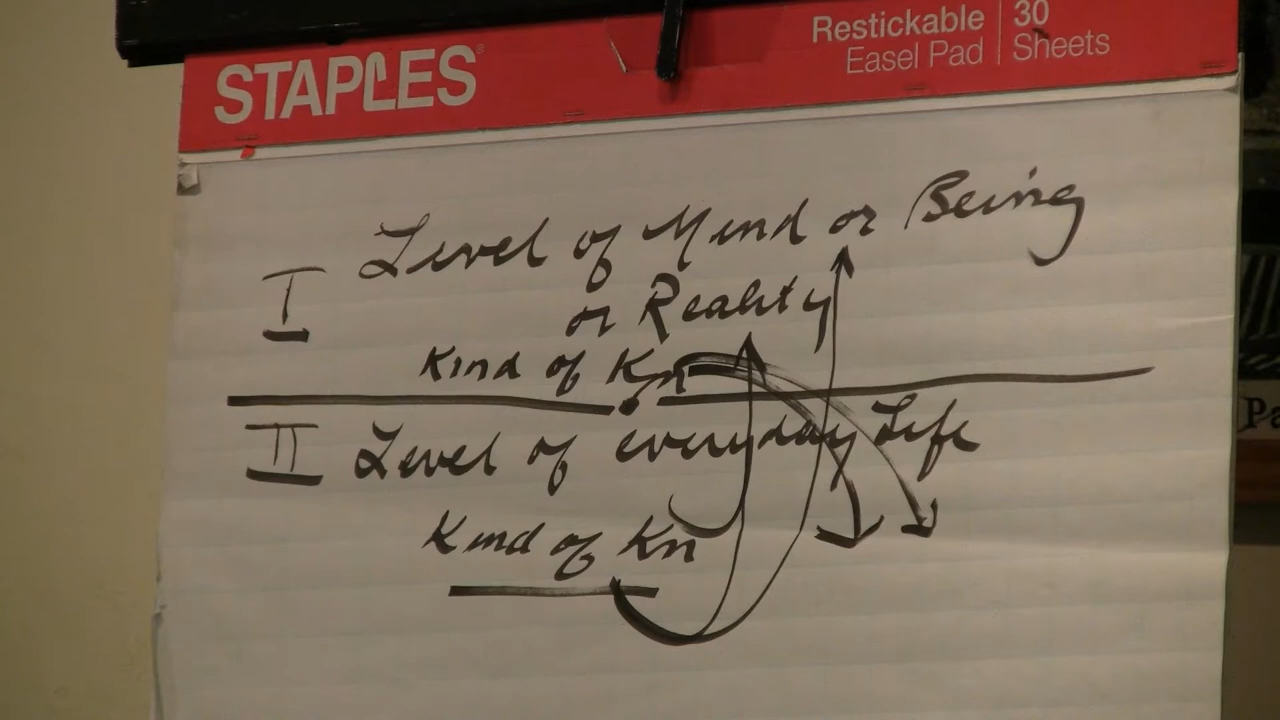 STAPLES®
Restickable
Easel Pad
30
Sheets
I
Level of Mind or Being
or Reality
Kind of Kn
II
Level of everyday Life
Kind of Kn
Pa